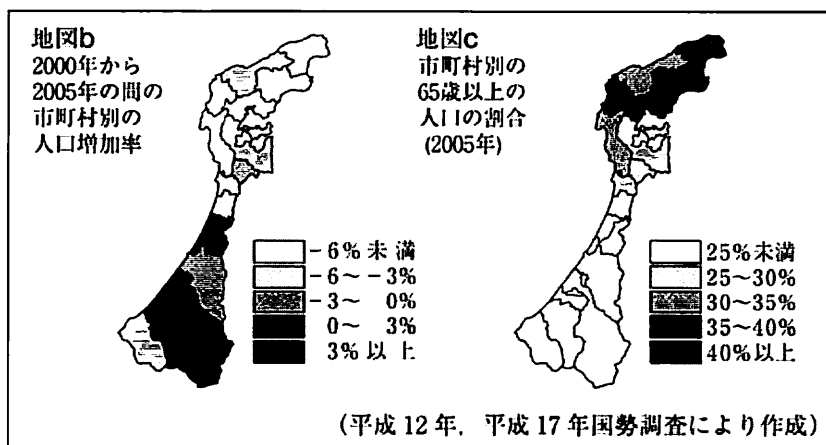 地図b
2000年から
2005年の間の
市町村別の
人口増加率
-6%未満
-6〜-3%
-3〜 0%
0〜 3%
3%以上
地図c
市町村別の
65歳以上の
人口の割合
(2005年)
25%未満
25〜30%
30〜35%
35〜40%
40%以上
(平成12年, 平成17年国勢調査により作成)